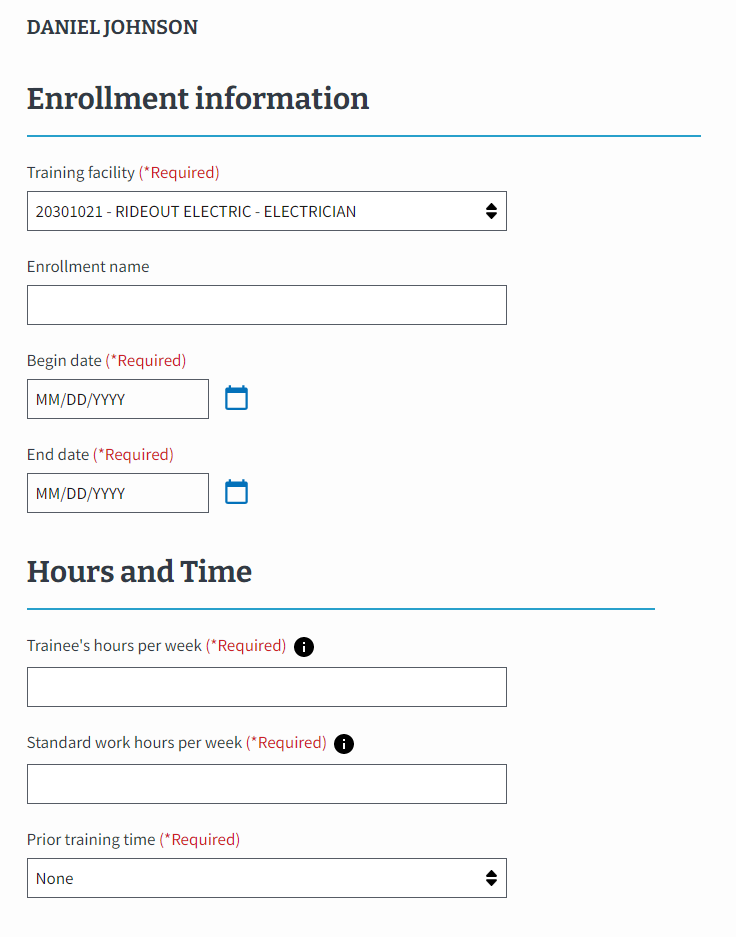 DANIEL JOHNSON
Enrollment information
Training facility (*Required)
20301021 - RIDEOUT ELECTRIC - ELECTRICIAN
Enrollment name
Begin date (*Required)
MM/DD/YYYY
End date (*Required)
MM/DD/YYYY
Hours and Time
Trainee's hours per week (*Required) i
Standard work hours per week (*Required) i
Prior training time (*Required)
None